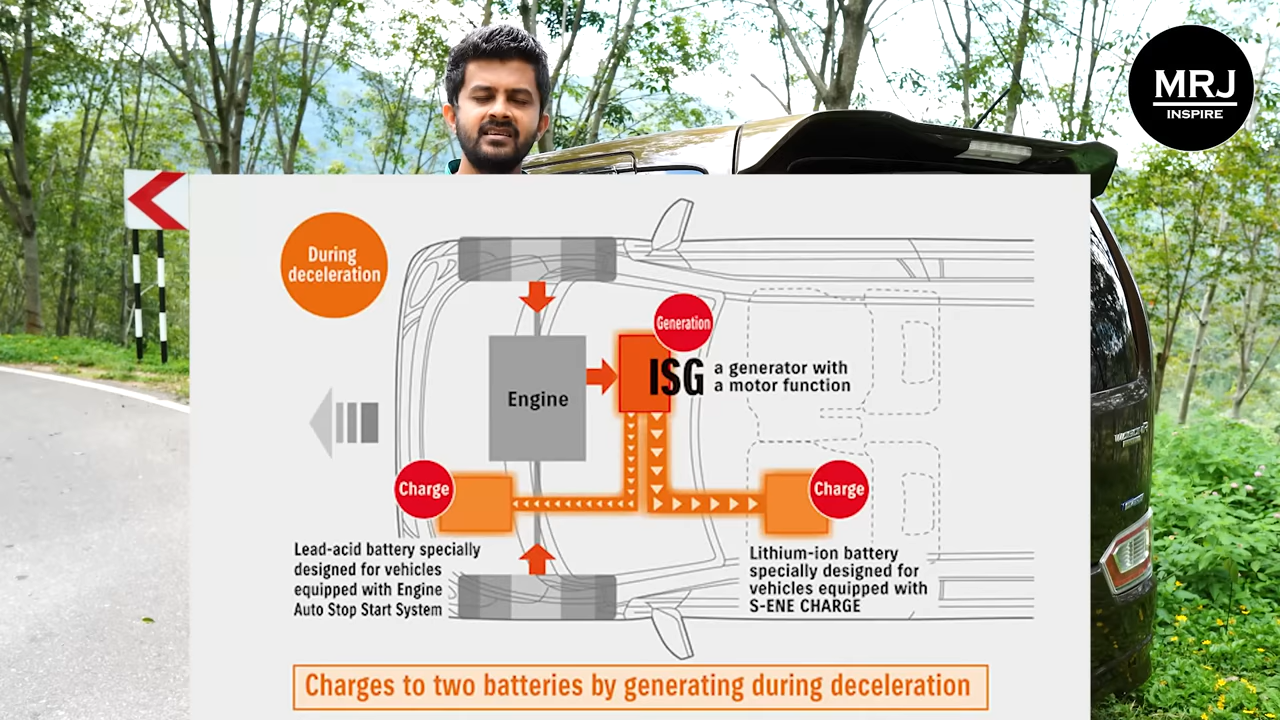 MRJ
INSPIRE
During
deceleration
Generation
ISG
a generator with
a motor function
Engine
Charge
Charge
Lead-acid battery specially
designed for vehicles
equipped with Engine
Auto Stop Start System
Lithium-ion battery
specially designed for
vehicles equipped with
S-ENE CHARGE
Charges to two batteries by generating during deceleration